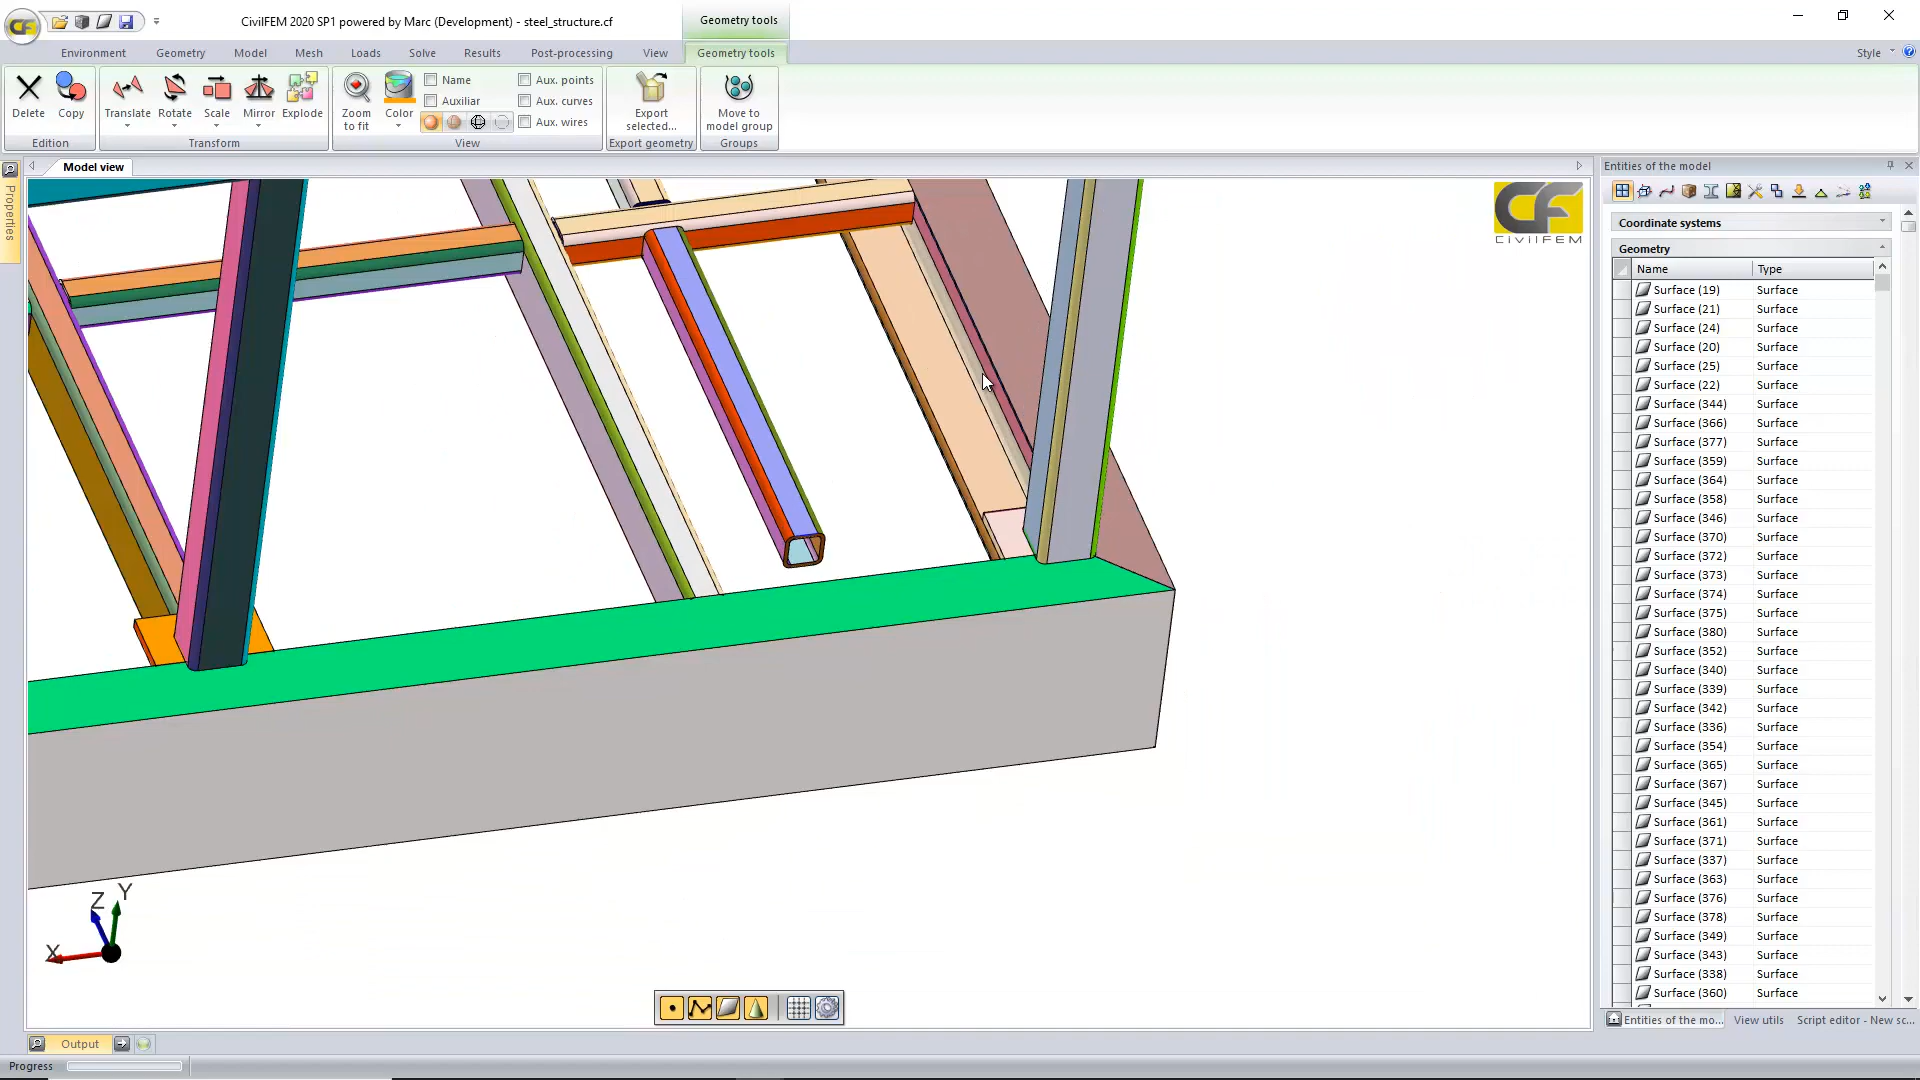 CivilFEM 2020 SP1 powered by Marc (Development) - steel_structure.cf
Geometry tools
Environment Geometry Model Mesh Loads Solve Results Post-processing View Geometry tools Style
Delete Copy Translate Rotate Scale Mirror Explode Zoom to fit Color
Name Aux. points
Auxiliar Aux. curves
Aux. wires
Export selected... Move to model group
Edition Transform View Export geometry Groups
Properties
Model view
CF
CIVILFEM
Z Y
X
Entities of the model
Coordinate systems
Geometry
Name Type
Surface (19) Surface
Surface (21) Surface
Surface (24) Surface
Surface (20) Surface
Surface (25) Surface
Surface (22) Surface
Surface (344) Surface
Surface (366) Surface
Surface (377) Surface
Surface (359) Surface
Surface (364) Surface
Surface (358) Surface
Surface (346) Surface
Surface (370) Surface
Surface (372) Surface
Surface (373) Surface
Surface (374) Surface
Surface (375) Surface
Surface (380) Surface
Surface (352) Surface
Surface (340) Surface
Surface (339) Surface
Surface (342) Surface
Surface (336) Surface
Surface (354) Surface
Surface (365) Surface
Surface (367) Surface
Surface (345) Surface
Surface (361) Surface
Surface (371) Surface
Surface (337) Surface
Surface (363) Surface
Surface (376) Surface
Surface (378) Surface
Surface (349) Surface
Surface (343) Surface
Surface (338) Surface
Surface (360) Surface
Entities of the mo... View utils Script editor - New sc...
Output
Progress